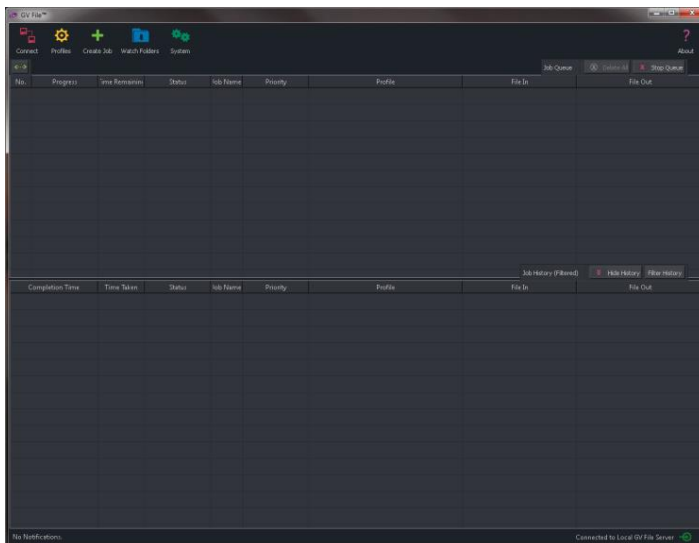 GV File™
Connect Profiles Create Job Watch Folders System About
Job Queue Delete All Stop Queue
No. Progress Time Remaining Status Job Name Priority Profile File In File Out
Job History (Filtered) Hide History Filter History
Completion Time Time Taken Status Job Name Priority Profile File In File Out
No Notifications. Connected to Local GV File Server